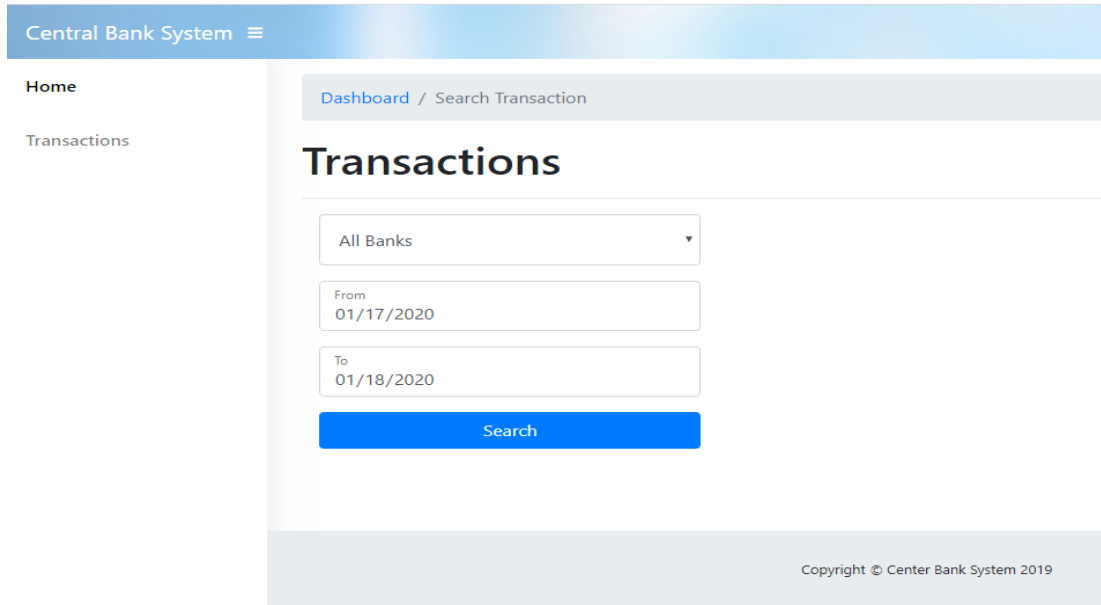 Central Bank System
Home
Transactions
Dashboard / Search Transaction
Transactions
All Banks
From
01/17/2020
To
01/18/2020
Search
Copyright © Center Bank System 2019